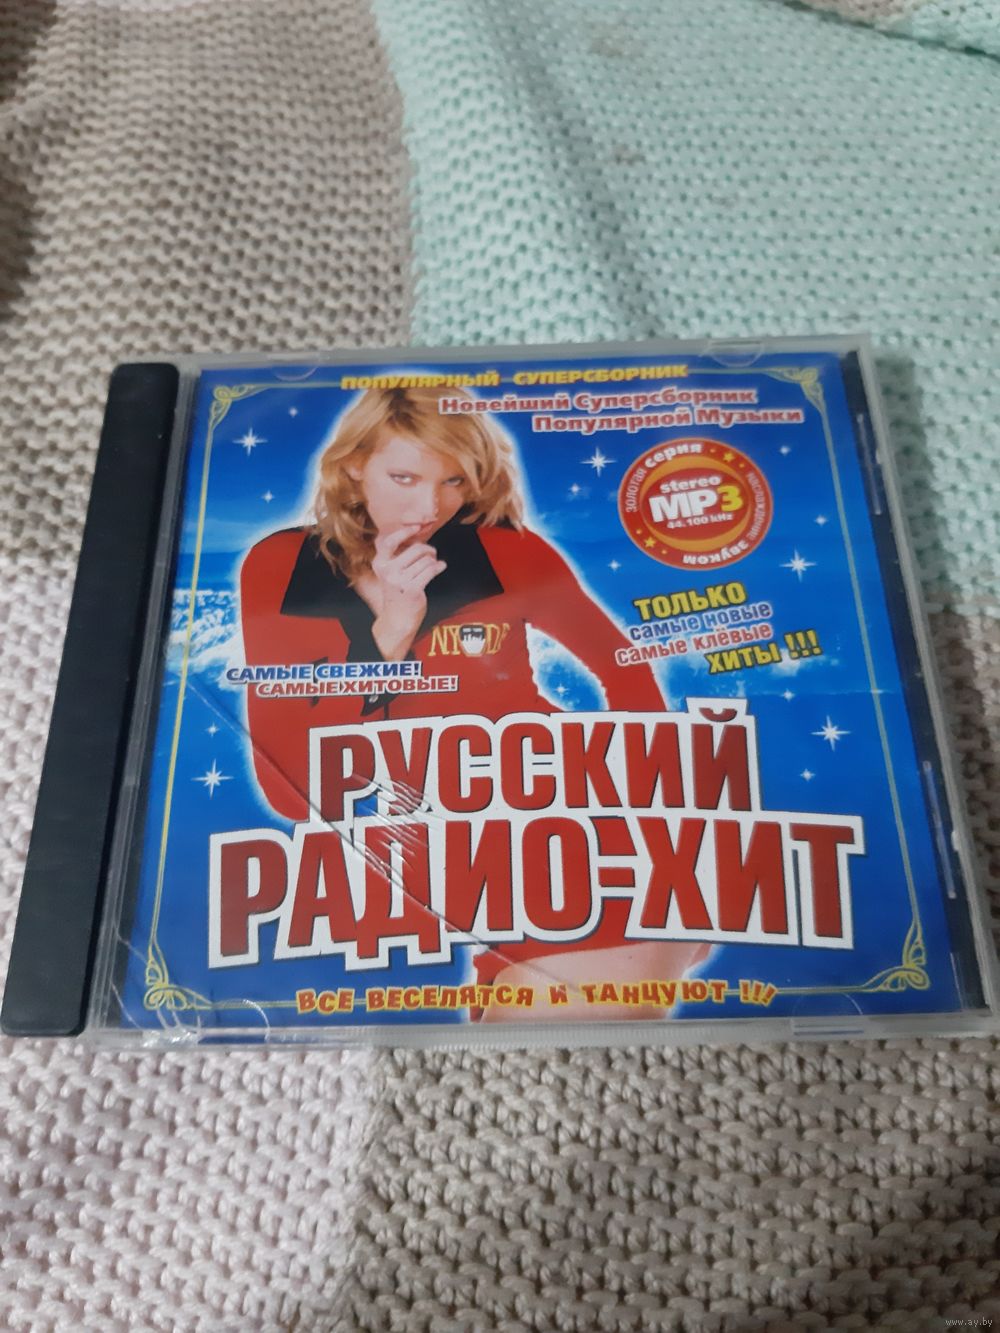 ПОПУЛЯРНЫЙ СУПЕРСБОРНИК
Новейший Суперсборник
Популярной Музыки
золотая серия
наслаждение звуком
stereo
MP3
44.100 kHz
ТОЛЬКО
самые новые
самые клёвые
ХИТЫ !!!
САМЫЕ СВЕЖИЕ!
САМЫЕ ХИТОВЫЕ!
РУССКИЙ
РАДИО-ХИТ
ВСЕ ВЕСЕЛЯТСЯ И ТАНЦУЮТ !!!
www.ay.by